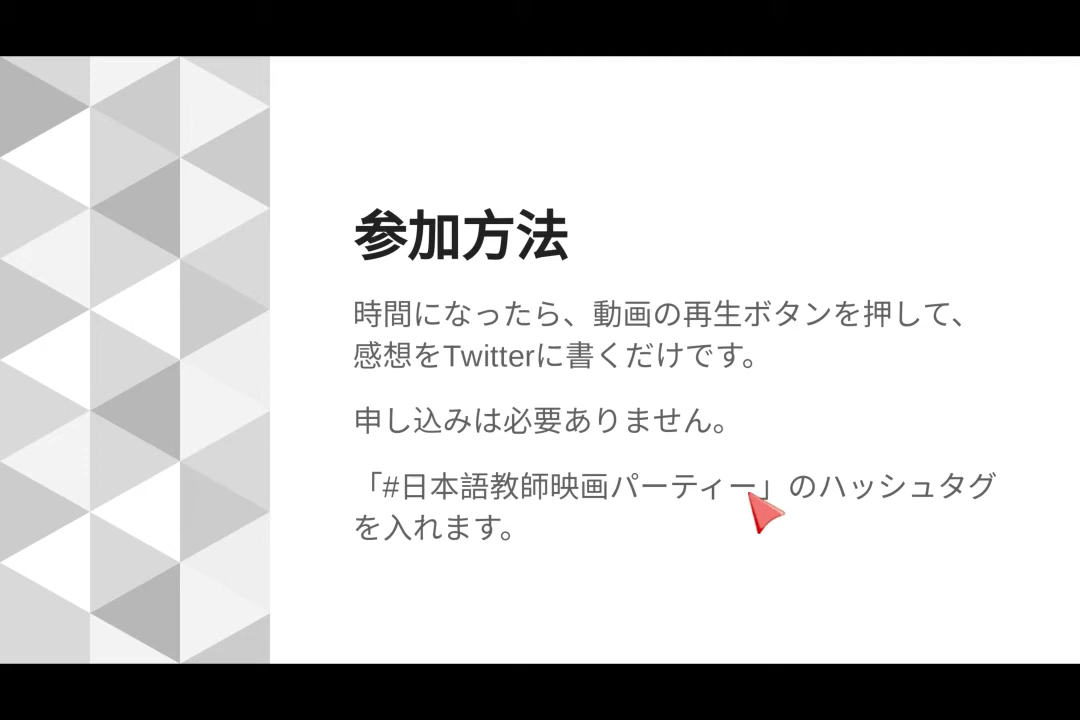 参加方法
時間になったら、動画の再生ボタンを押して、
感想をTwitterに書くだけです。
申し込みは必要ありません。
「#日本語教師映画パーティー」のハッシュタグ
を入れます。